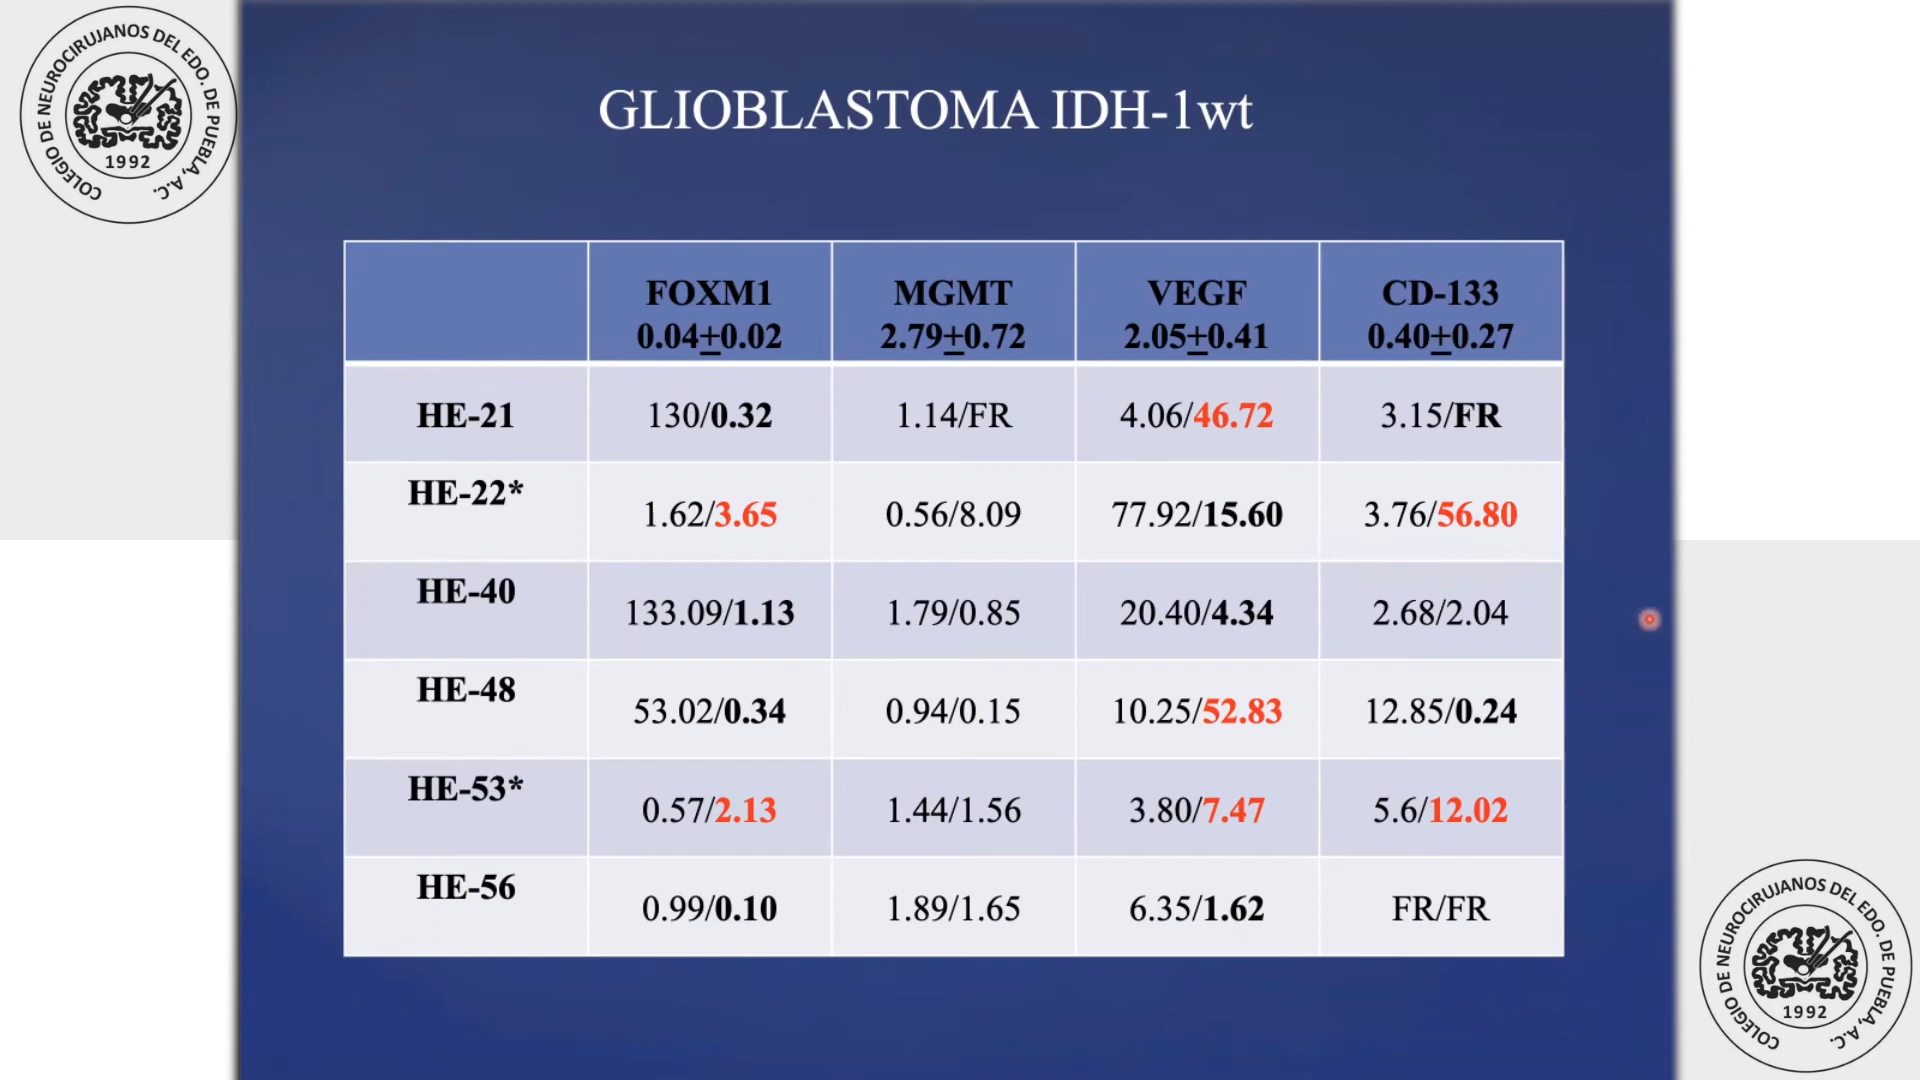 COLEGIO DE NEUROCIRUJANOS DEL EDO. DE PUEBLA, A.C.
1992
GLIOBLASTOMA IDH-1wt
FOXM1 MGMT VEGF CD-133
0.04±0.02 2.79±0.72 2.05±0.41 0.40±0.27
HE-21 130/0.32 1.14/FR 4.06/46.72 3.15/FR
HE-22* 1.62/3.65 0.56/8.09 77.92/15.60 3.76/56.80
HE-40 133.09/1.13 1.79/0.85 20.40/4.34 2.68/2.04
HE-48 53.02/0.34 0.94/0.15 10.25/52.83 12.85/0.24
HE-53* 0.57/2.13 1.44/1.56 3.80/7.47 5.6/12.02
HE-56 0.99/0.10 1.89/1.65 6.35/1.62 FR/FR
COLEGIO DE NEUROCIRUJANOS DEL EDO. DE PUEBLA, A.C.
1992